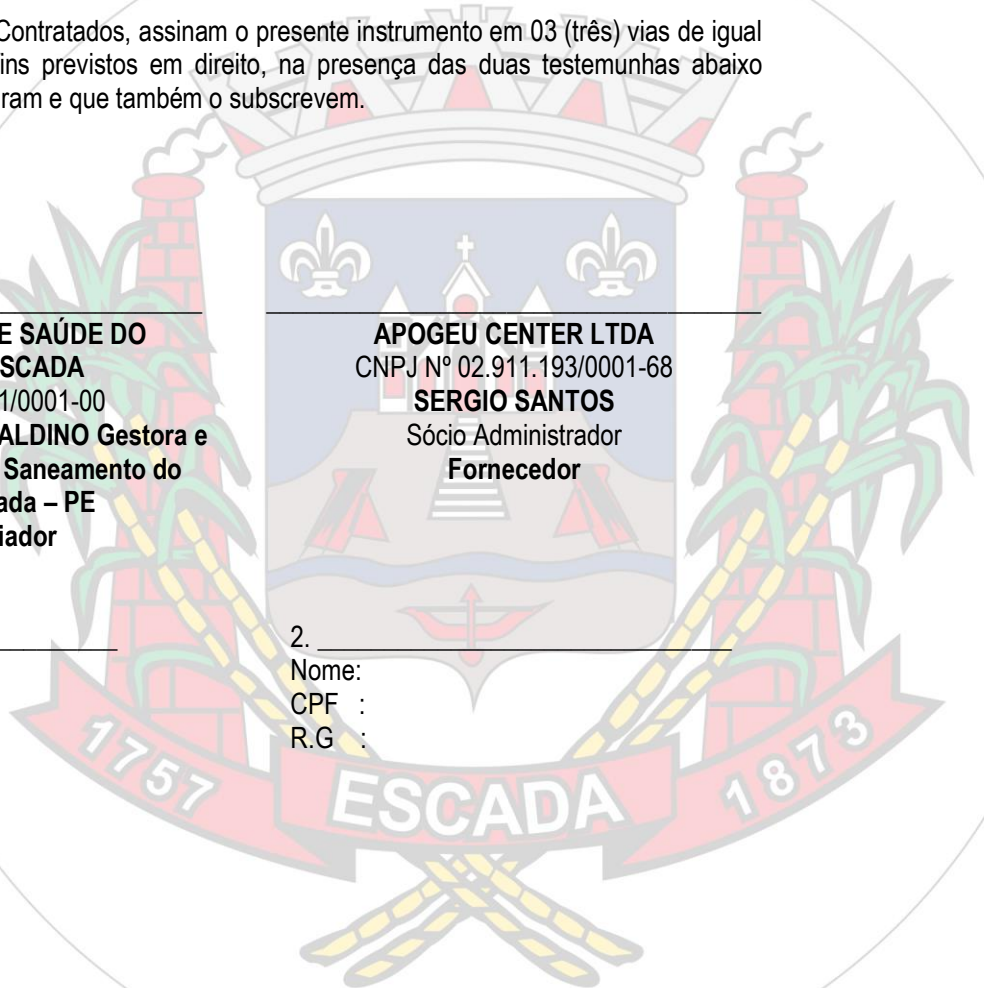 Contratados, assinam o presente instrumento em 03 (três) vias de igual
ins previstos em direito, na presença das duas testemunhas abaixo
ram e que também o subscrevem.
E SAÚDE DO
SCADA
1/0001-00
ALDINO Gestora e
Saneamento do
ada – PE
iador
APOGEU CENTER LTDA
CNPJ Nº 02.911.193/0001-68
SERGIO SANTOS
Sócio Administrador
Fornecedor
2. ________________________________
Nome:
CPF :
R.G :
1757
ESCADA
1873